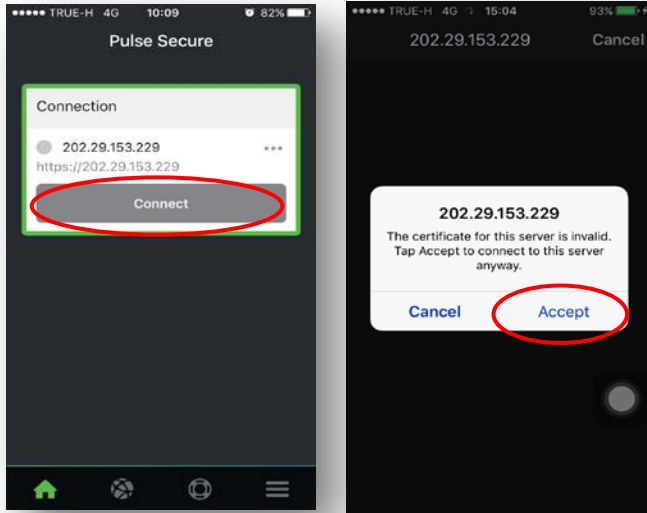 ●●●●● TRUE-H 4G 10:09 82%
Pulse Secure
Connection
202.29.153.229
https://202.29.153.229
Connect
●●●●● TRUE-H 4G 15:04 93%
202.29.153.229 Cancel
202.29.153.229
The certificate for this server is invalid.
Tap Accept to connect to this server
anyway.
Cancel Accept